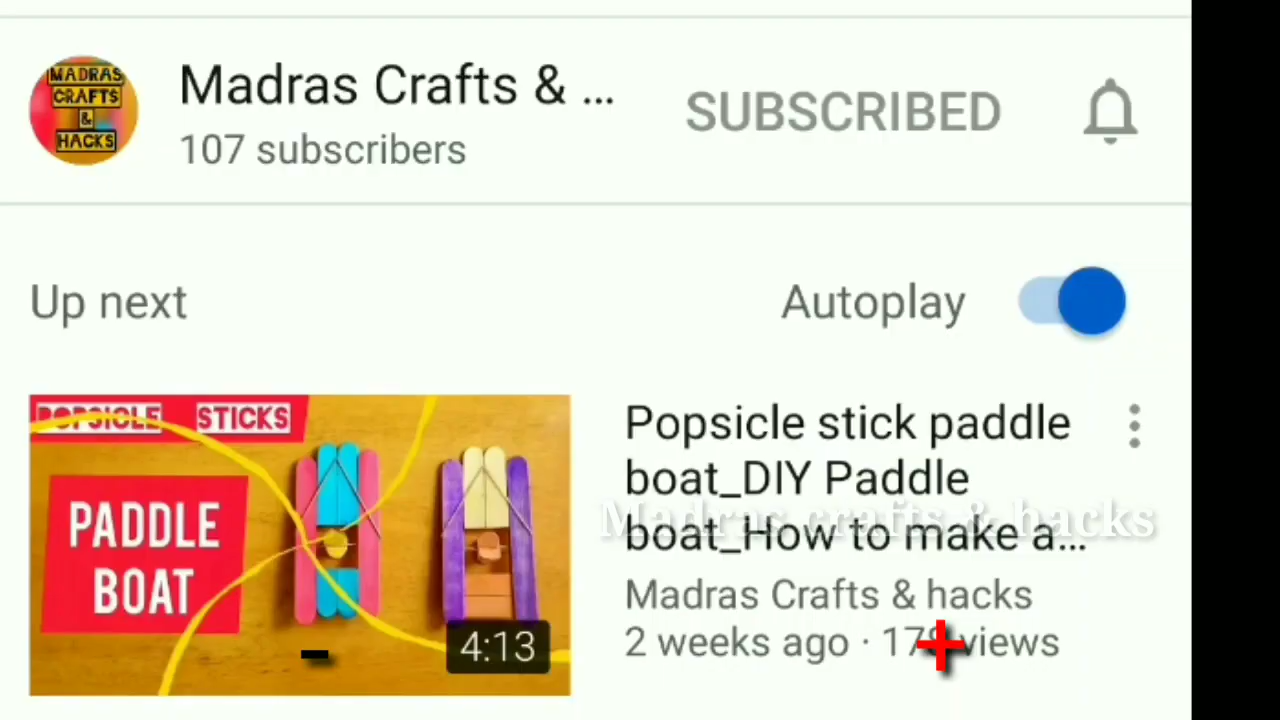 MADRAS
CRAFTS
&
HACKS
Madras Crafts & ...
107 subscribers
SUBSCRIBED
Up next
Autoplay
POPSICLE STICKS
PADDLE
BOAT
4:13
-
Popsicle stick paddle
boat_DIY Paddle
boat_How to make a...
Madras crafts & hacks
Madras Crafts & hacks
2 weeks ago · views
+